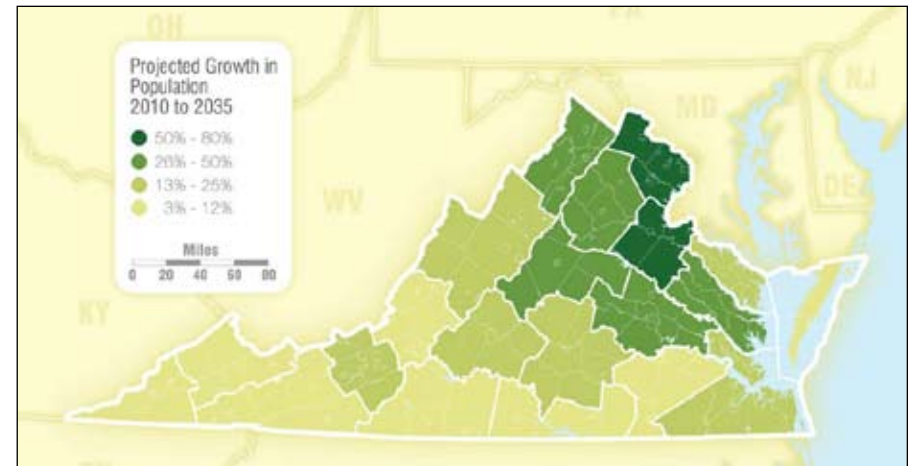 OH
PA
Projected Growth in
Population
2010 to 2035
50% - 80%
26% - 50%
13% - 25%
3% - 12%
Miles
0 20 40 60 80
MD
NJ
DE
WV
KY